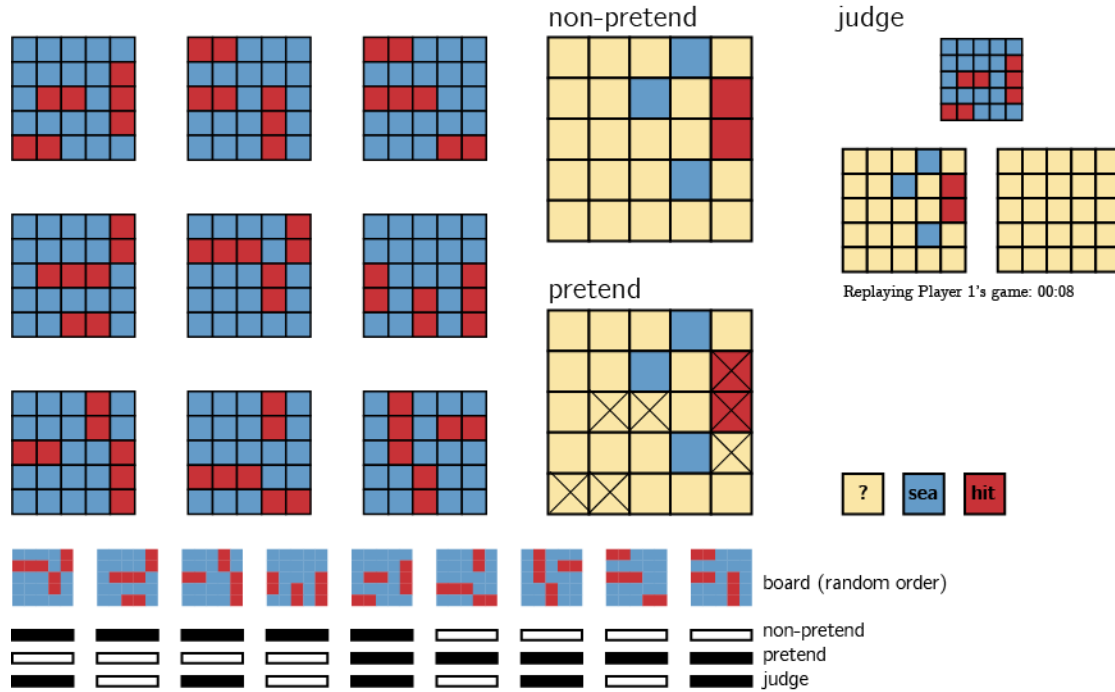 non-pretend
judge
pretend
Replaying Player 1's game: 00:08
? sea hit
board (random order)
non-pretend
pretend
judge